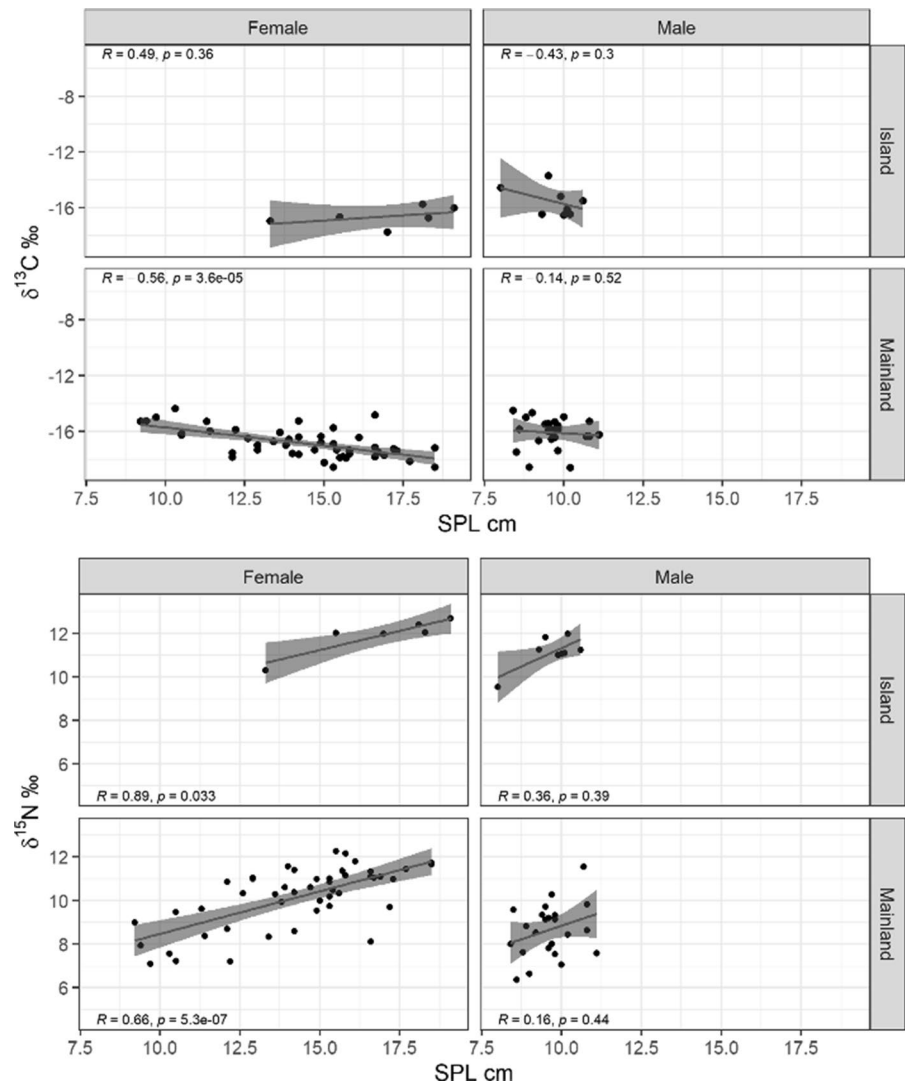 Female Male
R = 0.49, p = 0.36 R = −0.43, p = 0.3
-8
-12
-16
Island
R = −0.56, p = 3.6e-05 R = −0.14, p = 0.52
-8
-12
-16
Mainland
δ13C ‰
7.5 10.0 12.5 15.0 17.5 7.5 10.0 12.5 15.0 17.5
SPL cm
Female Male
12
10
8
6
Island
R = 0.89, p = 0.033 R = 0.36, p = 0.39
12
10
8
6
Mainland
R = 0.66, p = 5.3e-07 R = 0.16, p = 0.44
δ15N ‰
7.5 10.0 12.5 15.0 17.5 7.5 10.0 12.5 15.0 17.5
SPL cm